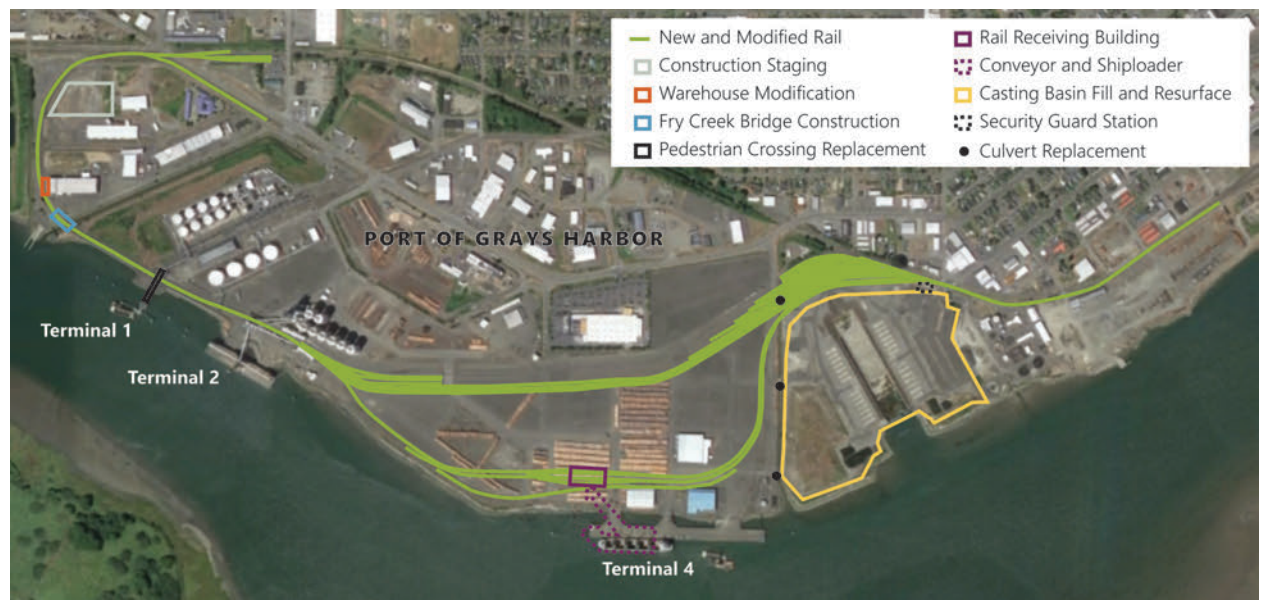 New and Modified Rail
Construction Staging
Warehouse Modification
Fry Creek Bridge Construction
Pedestrian Crossing Replacement
Rail Receiving Building
Conveyor and Shiploader
Casting Basin Fill and Resurface
Security Guard Station
Culvert Replacement
PORT OF GRAYS HARBOR
Terminal 1
Terminal 2
Terminal 4